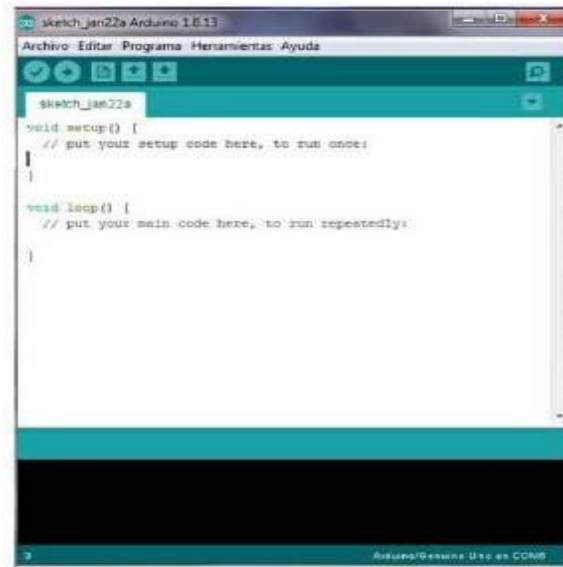 sketch_jan22a Arduino 1.6.13
Archivo Editar Programa Herramientas Ayuda
sketch_jan22a
void setup() {
// put your setup code here, to run once:
}
void loop() {
// put your main code here, to run repeatedly:
}
3
Arduino/Genuino Uno en COM6